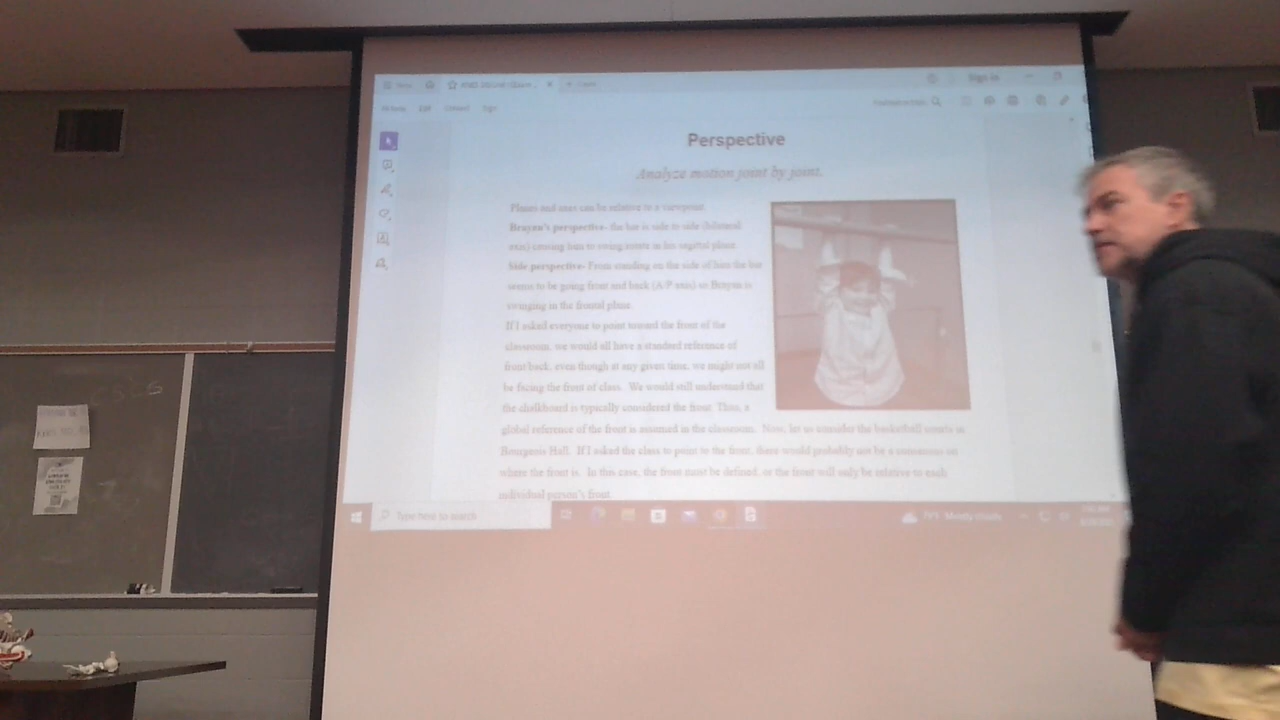 Sign in
Edit
Convert
Sign
Perspective
Analyze motion joint by joint.
Planes and axes can be relative to a viewpoint.
Brayan's perspective- the bar is side to side (bilateral
axis) causing him to swing/rotate in his sagittal plane.
Side perspective- From standing on the side of him the bar
seems to be going front and back (A/P axis) so Brayan is
swinging in the frontal plane.
If I asked everyone to point toward the front of the
classroom, we would all have a standard reference of
front/back, even though at any given time, we might not all
be facing the front of class. We would still understand that
the chalkboard is typically considered the front. Thus, a
global reference of the front is assumed in the classroom. Now, let us consider the basketball courts in
Bourgeois Hall. If I asked the class to point to the front, there would probably not be a consensus on
where the front is. In this case, the front must be defined, or the front will only be relative to each
individual person's front.
Type here to search
Mostly cloudy